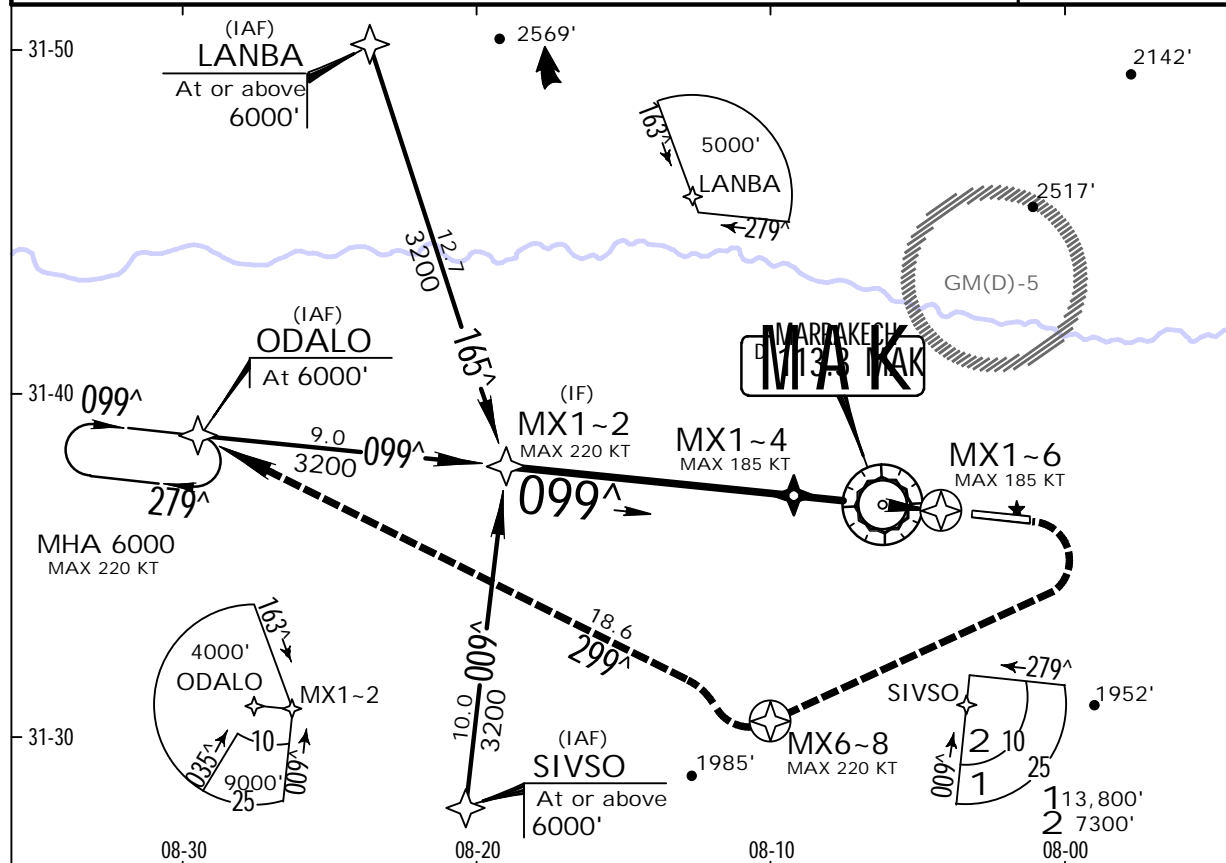 31-50
(IAF)
LANBA
At or above
6000'
2569'
2142'
163^
5000'
LANBA
279^
2517'
GM(D)-5
12.7
3200
165^
(IAF)
ODALO
At 6000'
MARRAKECH
D 113.3 MAK
M A K
31-40
099^
9.0
3200
099^
279^
(IF)
MX1~2
MAX 220 KT
099^
MX1~4
MAX 185 KT
MX1~6
MAX 185 KT
MHA 6000
MAX 220 KT
18.6
299^
163^
4000'
ODALO
MX1~2
10
035^
9000'
25
009^
009^
10.0
3200
(IAF)
SIVSO
At or above
6000'
1985'
MX6~8
MAX 220 KT
279^
SIVSO
1952'
009^
2 10
1 25
1 13,800'
2 7300'
31-30
08-30
08-20
08-10
08-00